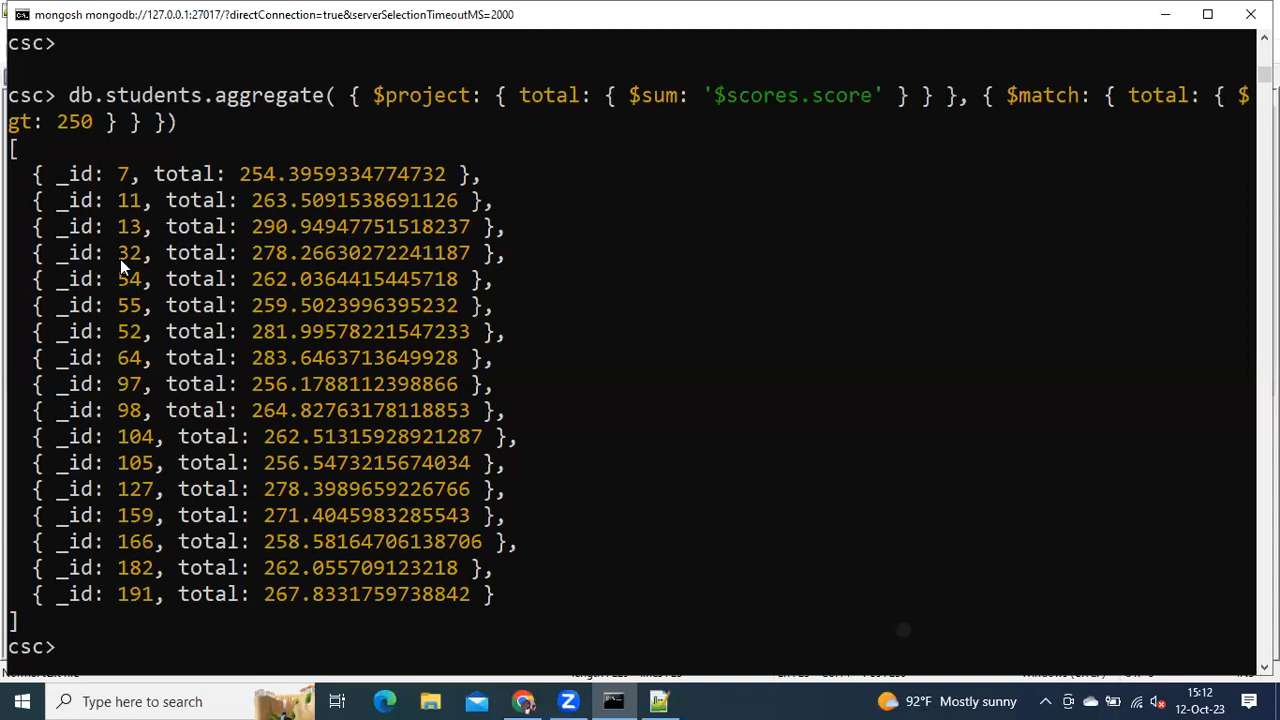 mongosh mongodb://127.0.0.1:27017/?directConnection=true&serverSelectionTimeoutMS=2000
csc>
csc> db.students.aggregate( { $project: { total: { $sum: '$scores.score' } } }, { $match: { total: { $
gt: 250 } } })
[
{ _id: 7, total: 254.3959334774732 },
{ _id: 11, total: 263.5091538691126 },
{ _id: 13, total: 290.94947751518237 },
{ _id: 32, total: 278.26630272241187 },
{ _id: 54, total: 262.0364415445718 },
{ _id: 55, total: 259.5023996395232 },
{ _id: 52, total: 281.99578221547233 },
{ _id: 64, total: 283.6463713649928 },
{ _id: 97, total: 256.1788112398866 },
{ _id: 98, total: 264.82763178118853 },
{ _id: 104, total: 262.51315928921287 },
{ _id: 105, total: 256.5473215674034 },
{ _id: 127, total: 278.3989659226766 },
{ _id: 159, total: 271.4045983285543 },
{ _id: 166, total: 258.58164706138706 },
{ _id: 182, total: 262.055709123218 },
{ _id: 191, total: 267.8331759738842 }
]
csc>
Type here to search
92°F Mostly sunny
15:12
12-Oct-23